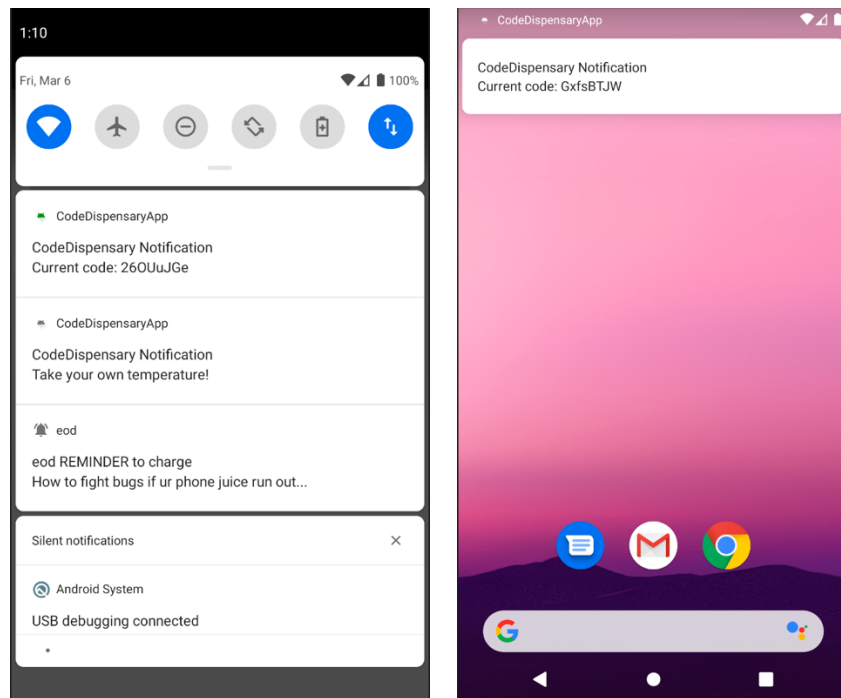 1:10
Fri, Mar 6
100%
CodeDispensaryApp
CodeDispensary Notification
Current code: 26OUuJGe
CodeDispensaryApp
CodeDispensary Notification
Take your own temperature!
eod
eod REMINDER to charge
How to fight bugs if ur phone juice run out...
Silent notifications
Android System
USB debugging connected
CodeDispensaryApp
CodeDispensary Notification
Current code: GxfsBTJW